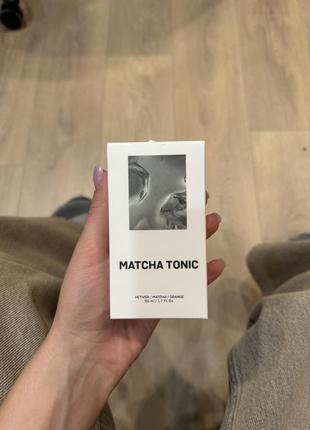 MATCHA TONIC
VETIVER / MATCHA / ORANGE
50 ml / 1.7 fl. Oz